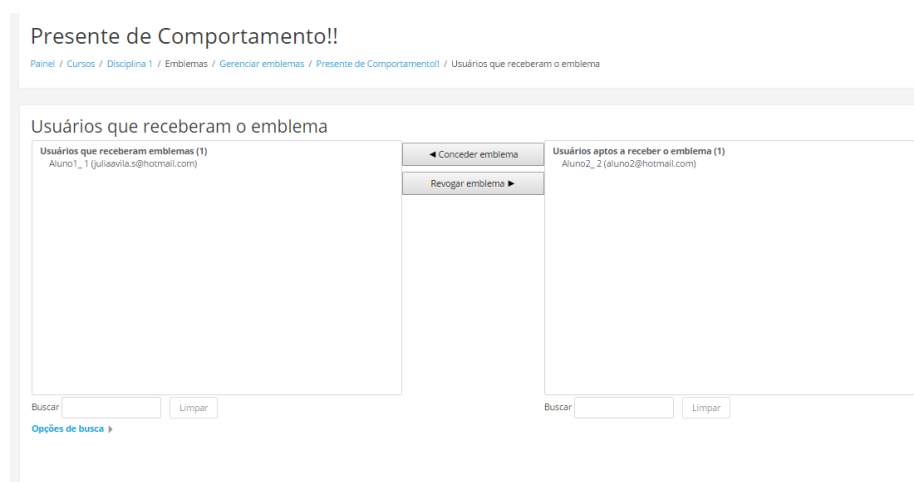 Presente de Comportamento!!
Painel / Cursos / Disciplina 1 / Emblemas / Gerenciar emblemas / Presente de Comportamento!! / Usuários que receberam o emblema
Usuários que receberam o emblema
Usuários que receberam emblemas (1)
Aluno1_ 1 (juliaavila.s@hotmail.com)
◄ Conceder emblema
Revogar emblema ►
Usuários aptos a receber o emblema (1)
Aluno2_ 2 (aluno2@hotmail.com)
Buscar
Limpar
Buscar
Limpar
Opções de busca